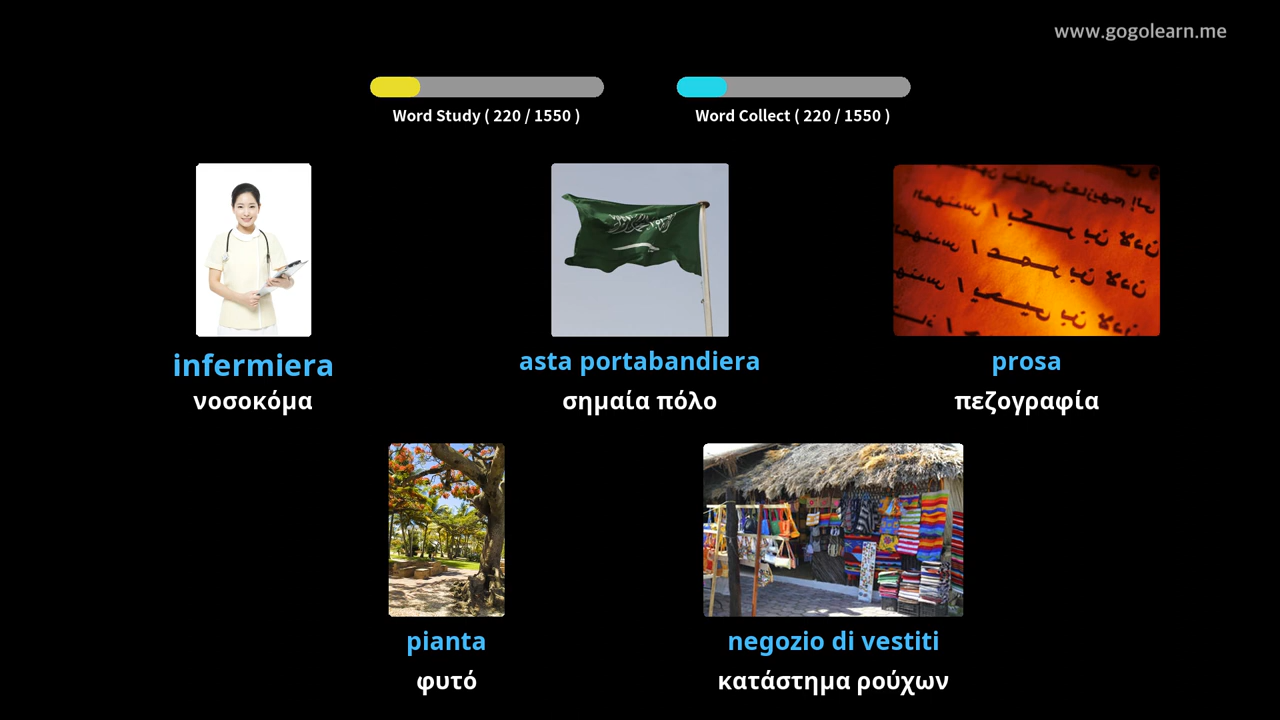 www.gogolearn.me
Word Study ( 220 / 1550 )
Word Collect ( 220 / 1550 )
infermiera
asta portabandiera
prosa
νοσοκόμα
σημαία πόλο
πεζογραφία
pianta
negozio di vestiti
φυτό
κατάστημα ρούχων